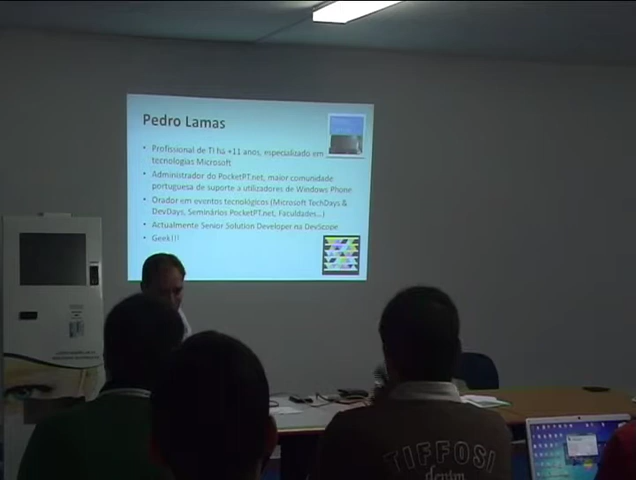 Pedro Lamas
• Profissional de TI há +11 anos, especializado em
tecnologias Microsoft
• Administrador do PocketPT.net, maior comunidade
portuguesa de suporte a utilizadores de Windows Phone
• Orador em eventos tecnológicos (Microsoft TechDays &
DevDays, Seminários PocketPT.net, Faculdades...)
• Actualmente Senior Solution Developer na DevScope
• Geek!!!
TIFFOSI
denim